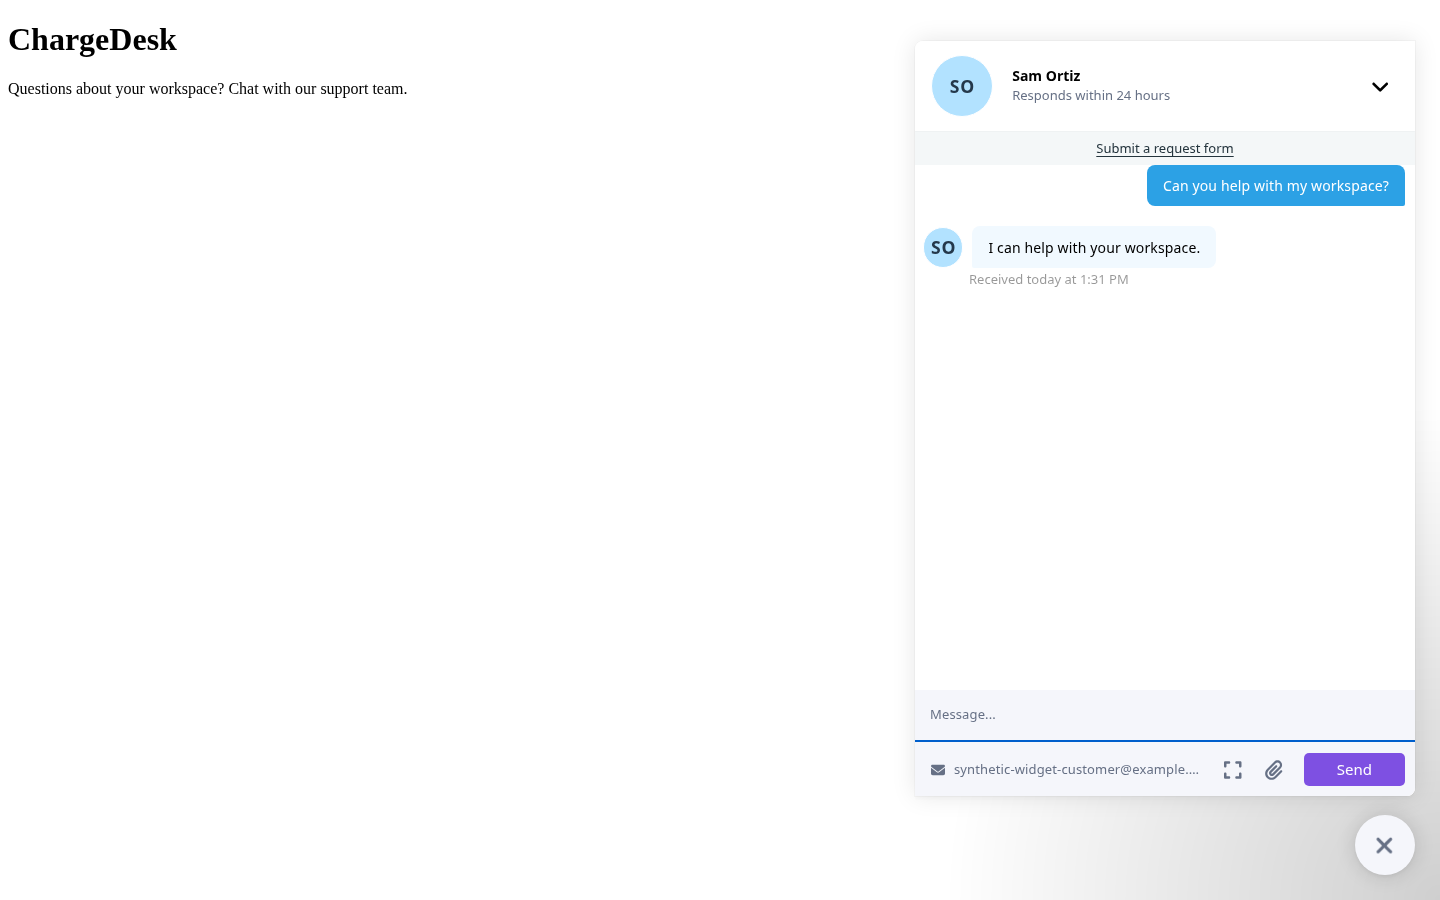 ChargeDesk
Questions about your workspace? Chat with our support team.
SO
Sam Ortiz
Responds within 24 hours
Submit a request form
Can you help with my workspace?
SO
I can help with your workspace.
Received today at 1:31 PM
Message...
synthetic-widget-customer@example....
Send